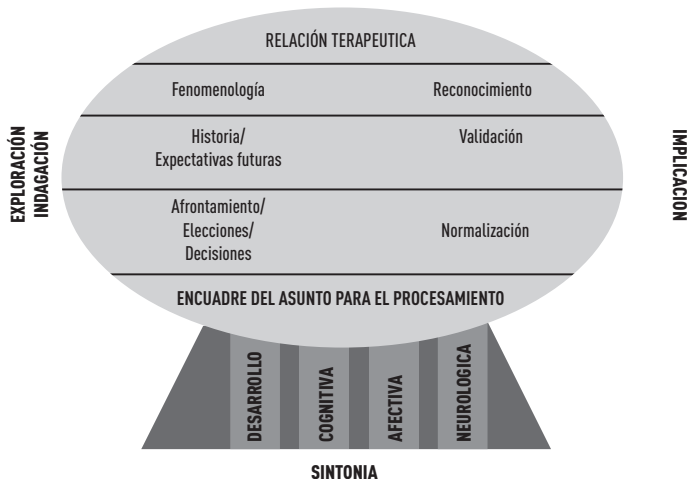 RELACIÓN TERAPEUTICA
Fenomenología
Reconocimiento
EXPLORACIÓN
INDAGACIÓN
Historia/
Expectativas futuras
Validación
IMPLICACION
Afrontamiento/
Elecciones/
Decisiones
Normalización
ENCUADRE DEL ASUNTO PARA EL PROCESAMIENTO
DESARROLLO
COGNITIVA
AFECTIVA
NEUROLOGICA
SINTONIA